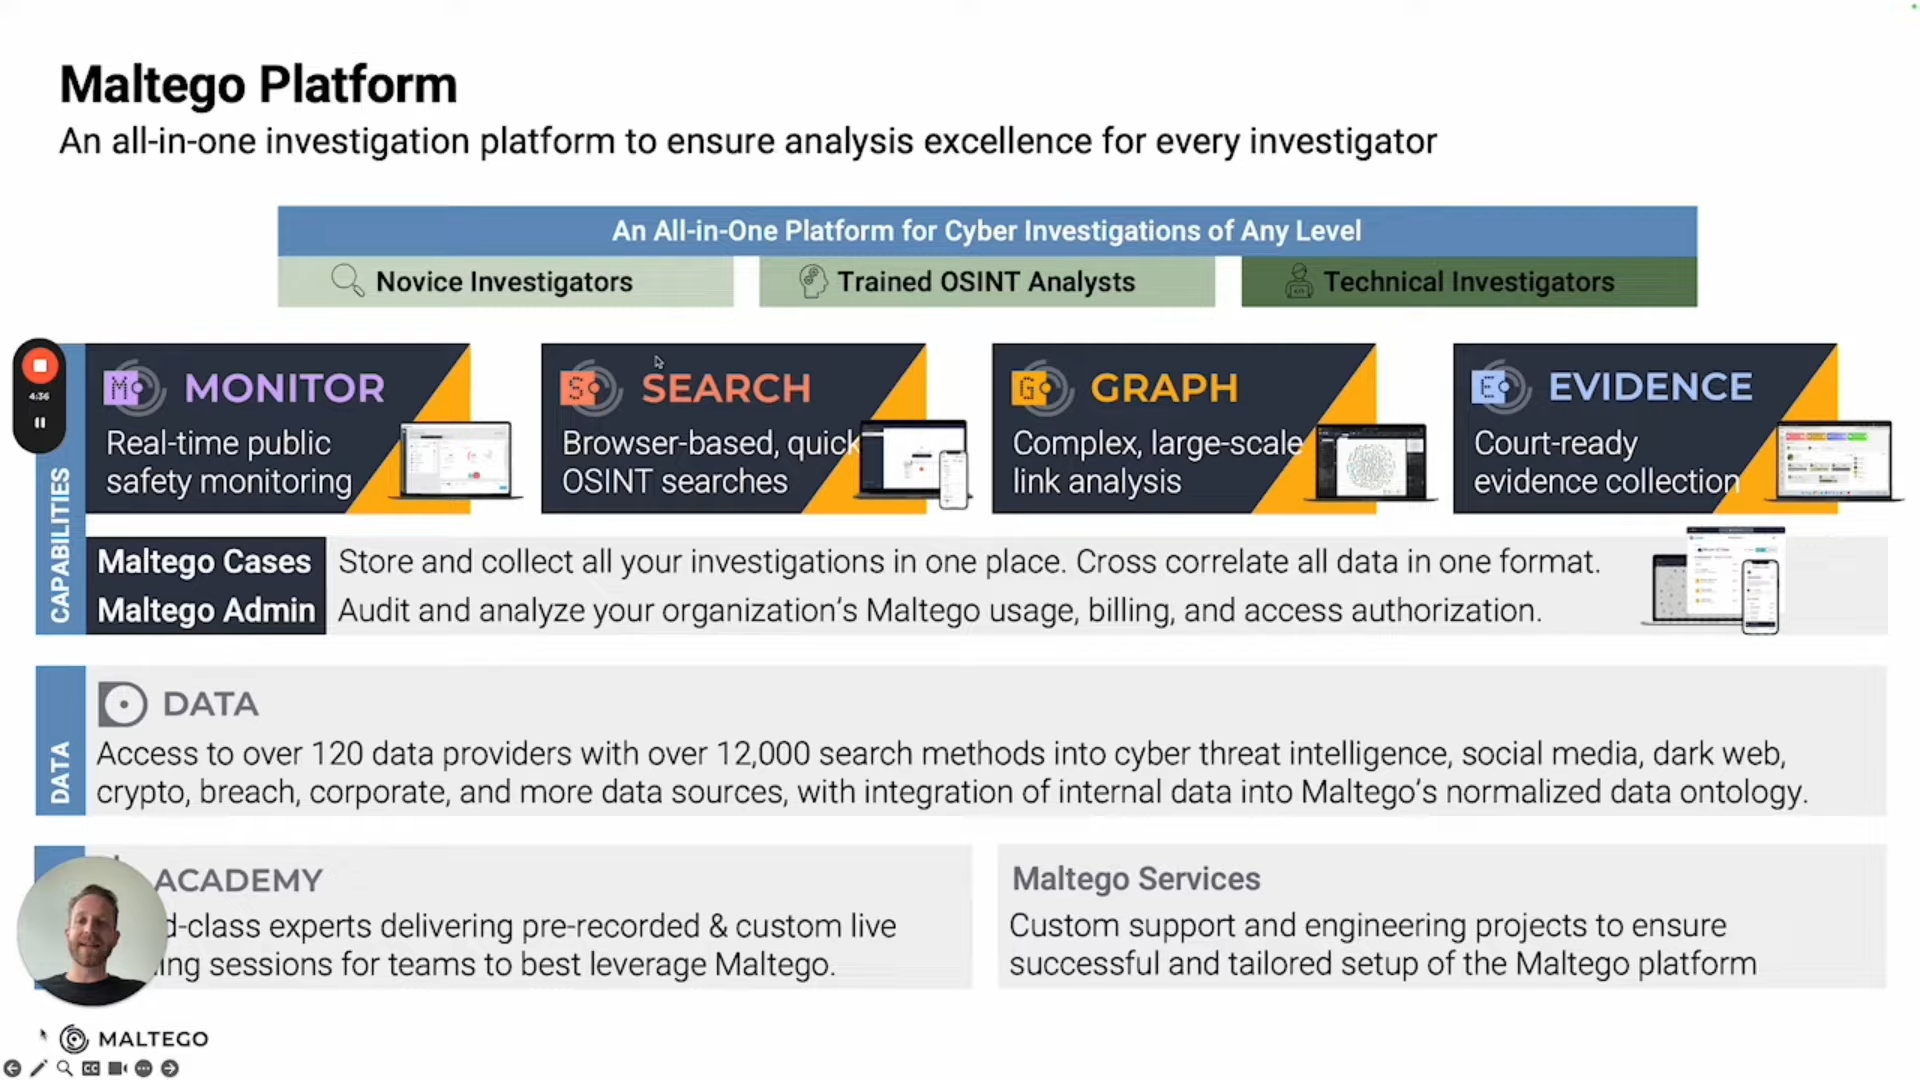 Maltego Platform
An all-in-one investigation platform to ensure analysis excellence for every investigator
An All-in-One Platform for Cyber Investigations of Any Level
Novice Investigators
Trained OSINT Analysts
Technical Investigators
4:36
CAPABILITIES
MONITOR
Real-time public
safety monitoring
SEARCH
Browser-based, quick
OSINT searches
GRAPH
Complex, large-scale
link analysis
EVIDENCE
Court-ready
evidence collection
Maltego Cases
Store and collect all your investigations in one place. Cross correlate all data in one format.
Maltego Admin
Audit and analyze your organization's Maltego usage, billing, and access authorization.
DATA
DATA
Access to over 120 data providers with over 12,000 search methods into cyber threat intelligence, social media, dark web,
crypto, breach, corporate, and more data sources, with integration of internal data into Maltego's normalized data ontology.
ACADEMY
d-class experts delivering pre-recorded & custom live
ing sessions for teams to best leverage Maltego.
Maltego Services
Custom support and engineering projects to ensure
successful and tailored setup of the Maltego platform
MALTEGO
CC